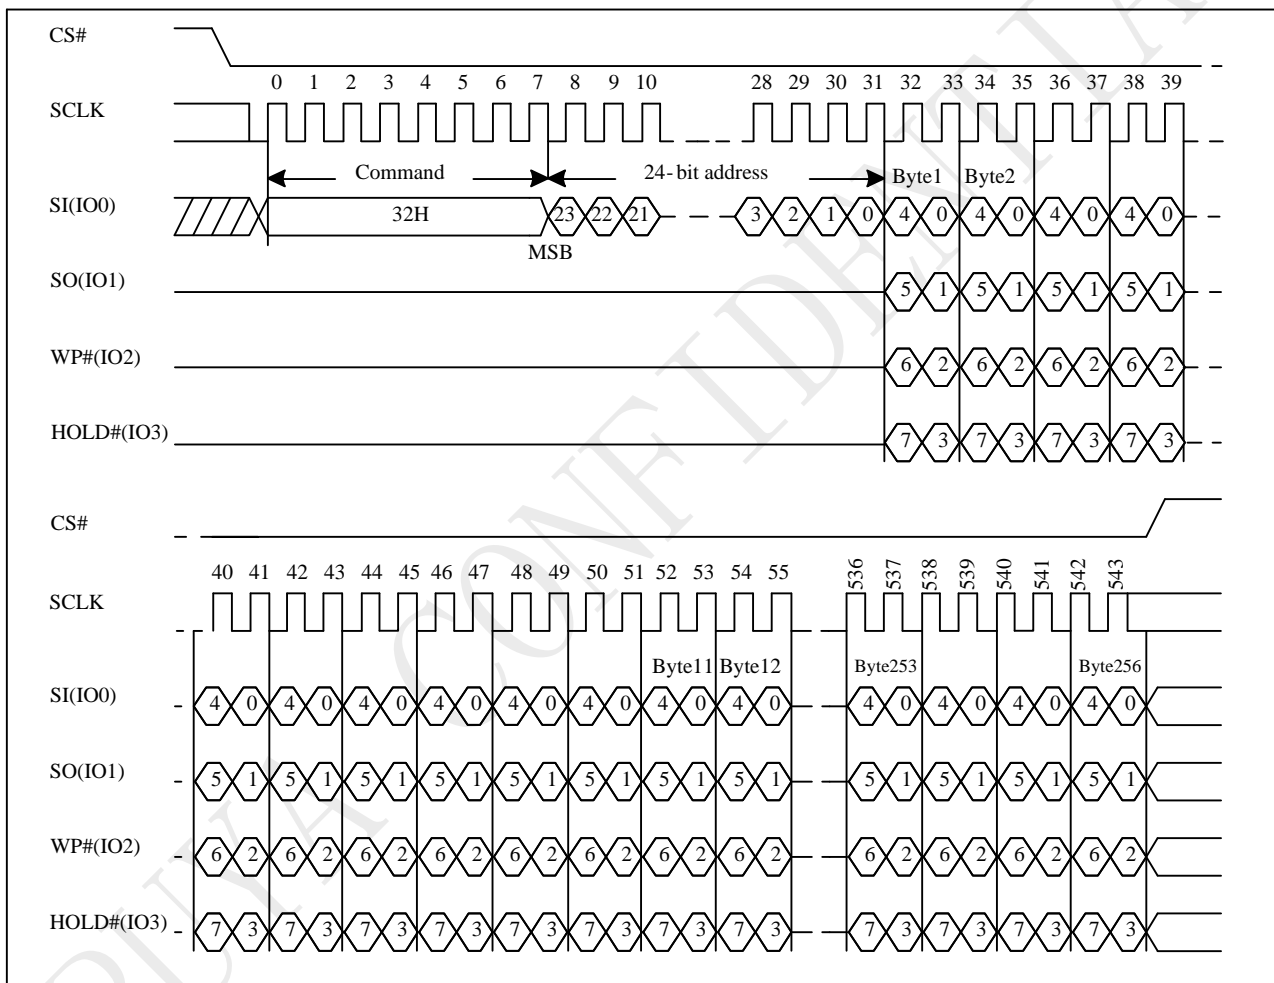 CS#
0 1 2 3 4 5 6 7 8 9 10 28 29 30 31 32 33 34 35 36 37 38 39
SCLK
Command 24-bit address Byte1 Byte2
SI(IO0) 32H 23 22 21 3 2 1 0 4 0 4 0 4 0 4 0
MSB
SO(IO1) 5 1 5 1 5 1 5 1
WP#(IO2) 6 2 6 2 6 2 6 2
HOLD#(IO3) 7 3 7 3 7 3 7 3
CS#
40 41 42 43 44 45 46 47 48 49 50 51 52 53 54 55 536 537 538 539 540 541 542 543
SCLK
Byte11 Byte12 Byte253 Byte256
SI(IO0) 4 0 4 0 4 0 4 0 4 0 4 0 4 0 4 0 4 0 4 0 4 0 4 0
SO(IO1) 5 1 5 1 5 1 5 1 5 1 5 1 5 1 5 1 5 1 5 1 5 1 5 1
WP#(IO2) 6 2 6 2 6 2 6 2 6 2 6 2 6 2 6 2 6 2 6 2 6 2 6 2
HOLD#(IO3) 7 3 7 3 7 3 7 3 7 3 7 3 7 3 7 3 7 3 7 3 7 3 7 3
PUYA CONFIDENTIA